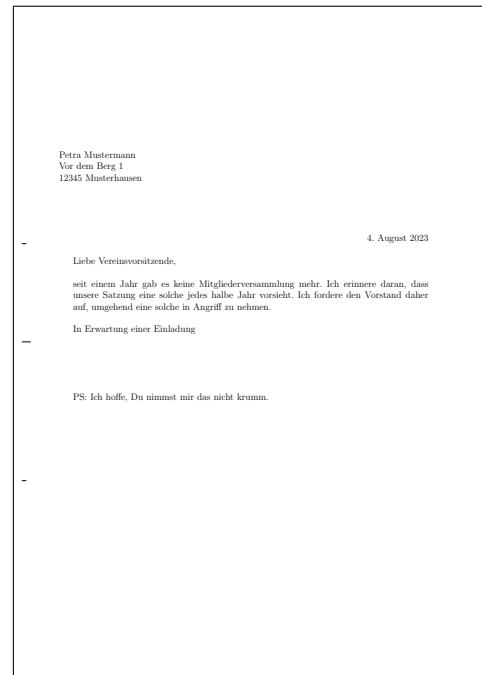 Petra Mustermann
Vor dem Berg 1
12345 Musterhausen
4. August 2023
Liebe Vereinsvorsitzende,
seit einem Jahr gab es keine Mitgliederversammlung mehr. Ich erinnere daran, dass
unsere Satzung eine solche jedes halbe Jahr vorsieht. Ich fordere den Vorstand daher
auf, umgehend eine solche in Angriff zu nehmen.
In Erwartung einer Einladung
PS: Ich hoffe, Du nimmst mir das nicht krumm.